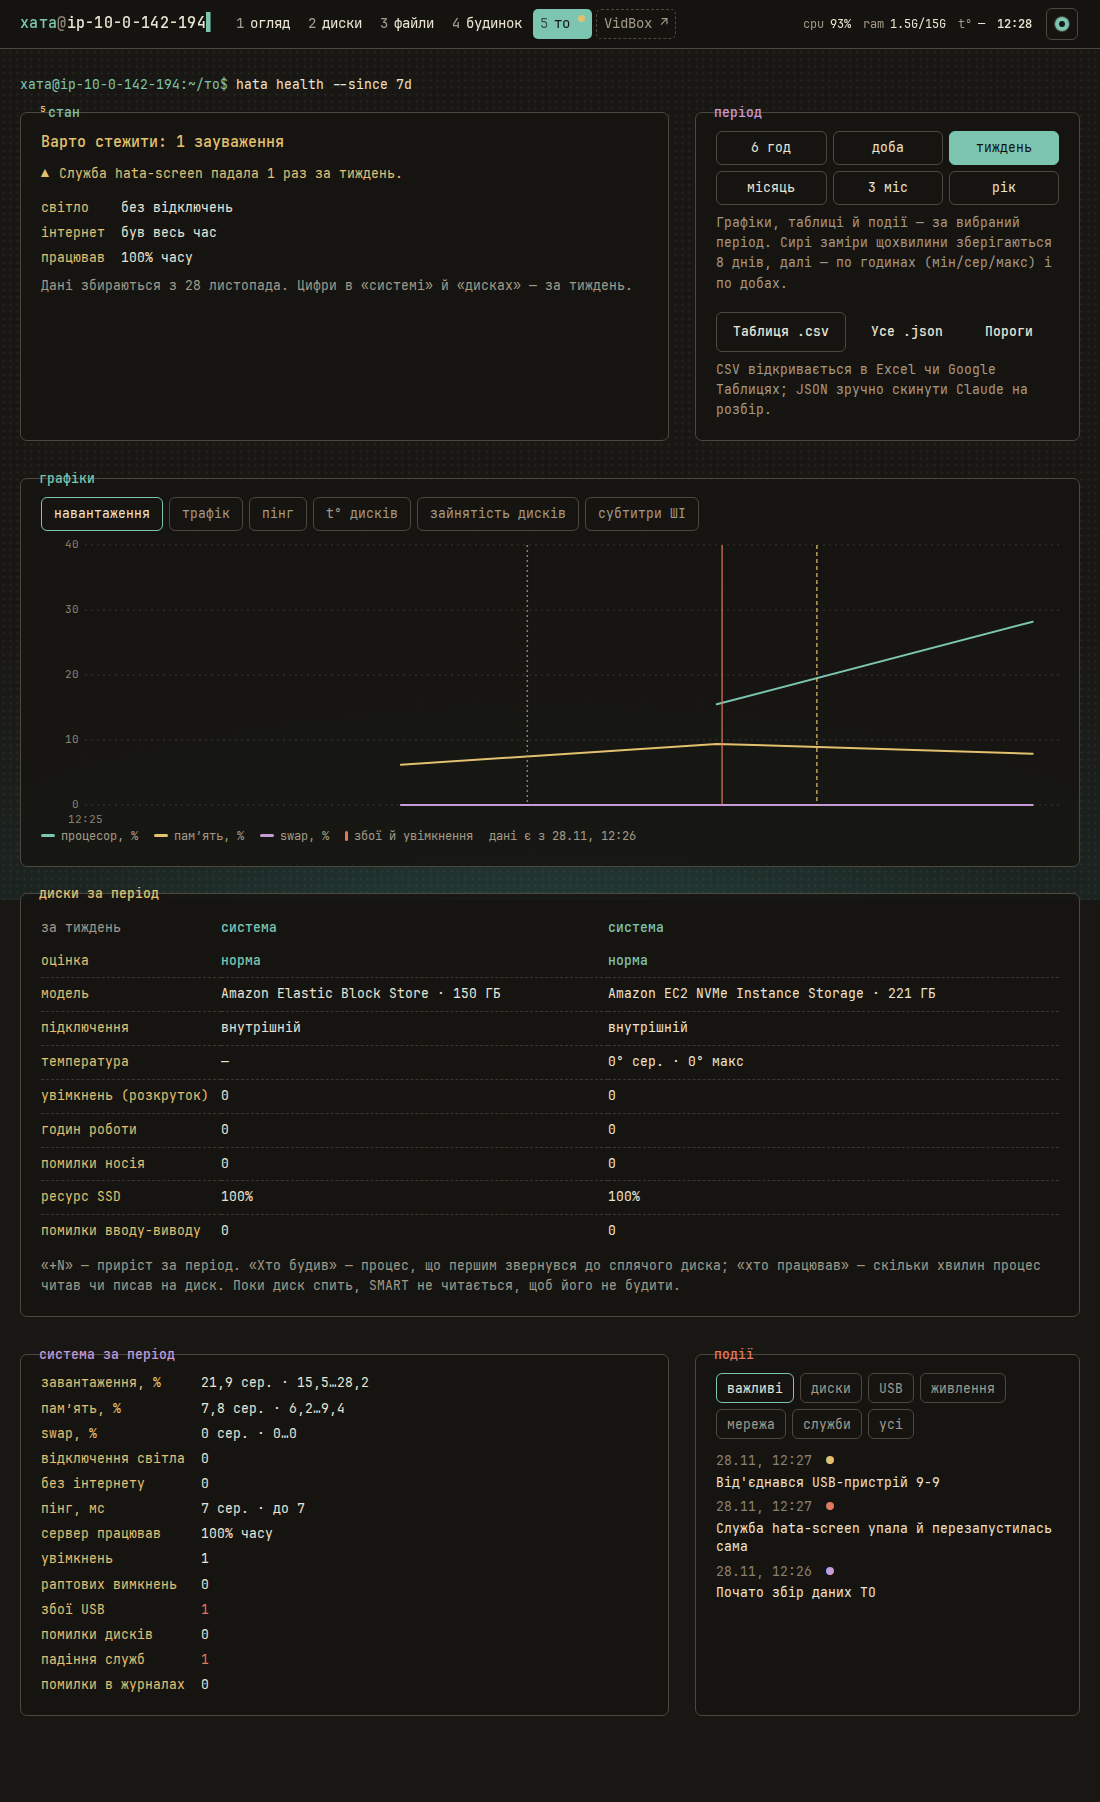 хата@ip-10-0-142-194 1 огляд 2 диски 3 файли 4 будинок 5 то VidBox ↗ cpu 93% ram 1.5G/15G t° — 12:28
хата@ip-10-0-142-194:~/то$ hata health --since 7d
5 стан
Варто стежити: 1 зауваження
▲ Служба hata-screen падала 1 раз за тиждень.
світло без відключень
інтернет був весь час
працював 100% часу
Дані збираються з 28 листопада. Цифри в «системі» й «дисках» — за тиждень.
період
6 год доба тиждень
місяць 3 міс рік
Графіки, таблиці й події — за вибраний
період. Сирі заміри щохвилини зберігаються
8 днів, далі — по годинах (мін/сер/макс) і
по добах.
Таблиця .csv Усе .json Пороги
CSV відкривається в Excel чи Google
Таблицях; JSON зручно скинути Claude на
розбір.
графіки
навантаження трафік пінг t° дисків зайнятість дисків субтитри ШІ
40
30
20
10
0
12:25
процесор, % пам'ять, % swap, % збої й увімкнення дані є з 28.11, 12:26
диски за період
за тиждень система система
оцінка норма норма
модель Amazon Elastic Block Store · 150 ГБ Amazon EC2 NVMe Instance Storage · 221 ГБ
підключення внутрішній внутрішній
температура — 0° сер. · 0° макс
увімкнень (розкруток) 0 0
годин роботи 0 0
помилки носія 0 0
ресурс SSD 100% 100%
помилки вводу-виводу 0 0
«+N» — приріст за період. «Хто будив» — процес, що першим звернувся до сплячого диска; «хто працював» — скільки хвилин процес
читав чи писав на диск. Поки диск спить, SMART не читається, щоб його не будити.
система за період
завантаження, % 21,9 сер. · 15,5…28,2
пам'ять, % 7,8 сер. · 6,2…9,4
swap, % 0 сер. · 0…0
відключення світла 0
без інтернету 0
пінг, мс 7 сер. · до 7
сервер працював 100% часу
увімкнень 1
раптових вимкнень 0
збої USB 1
помилки дисків 0
падіння служб 1
помилки в журналах 0
події
важливі диски USB живлення
мережа служби усі
28.11, 12:27
Від'єднався USB-пристрій 9-9
28.11, 12:27
Служба hata-screen упала й перезапустилась
сама
28.11, 12:26
Почато збір даних ТО